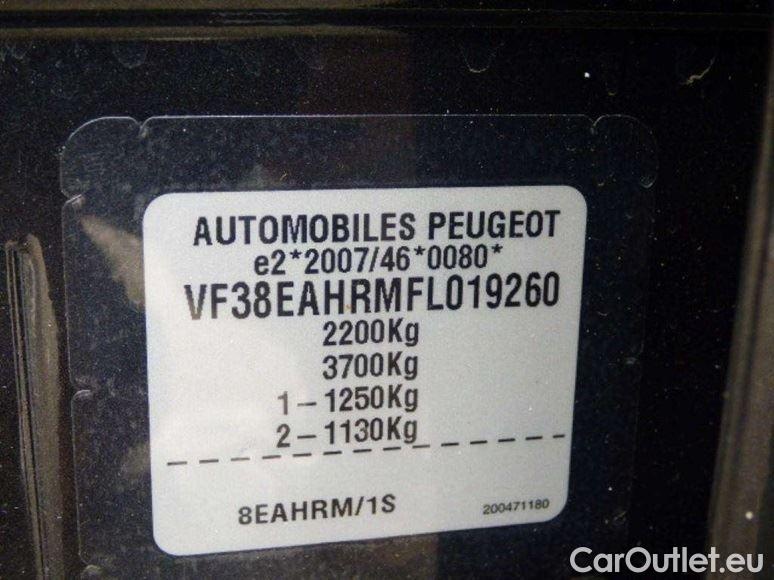 AUTOMOBILES PEUGEOT
e2*2007/46*0080*
VF38EAHRMFL019260
2200Kg
3700Kg
1-1250Kg
2-1130Kg
8EAHRM/1S 200471180
CarOutlet.eu